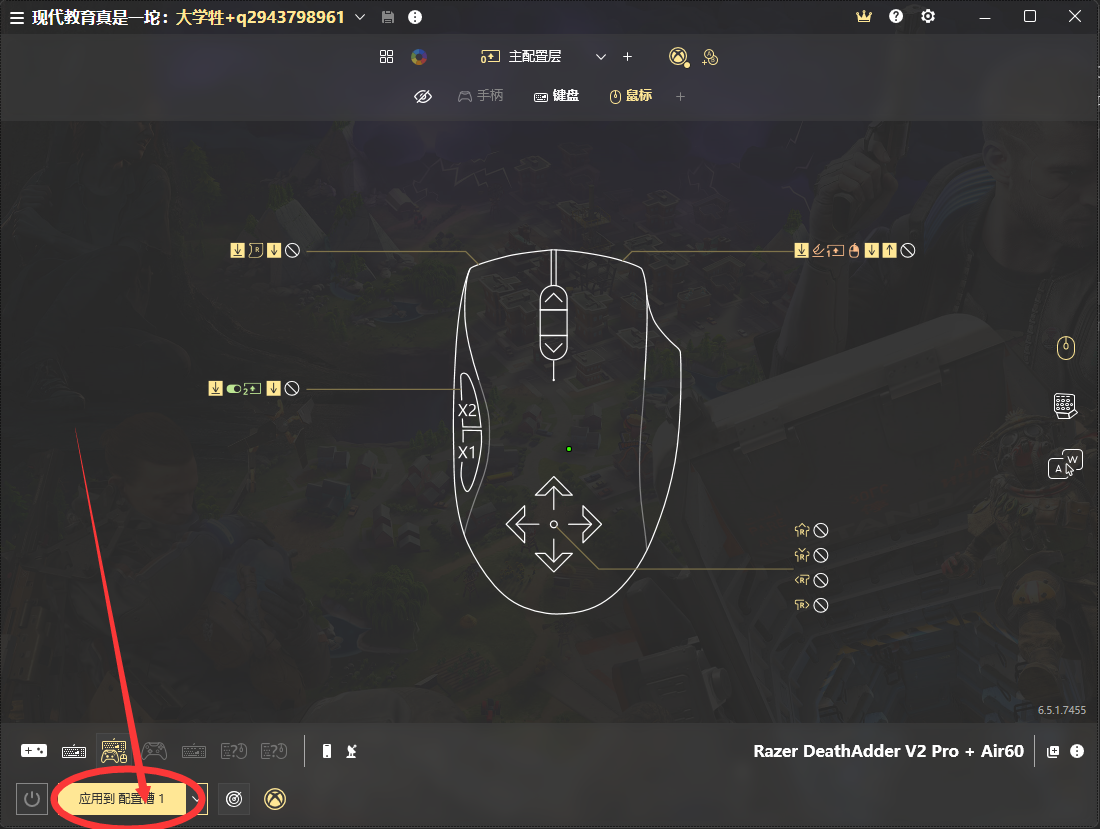 现代教育真是一坨：大学牲+q2943798961
主配置层
手柄 键盘 鼠标
X2
X1
6.5.1.7455
Razer DeathAdder V2 Pro + Air60
应用到 配置槽 1